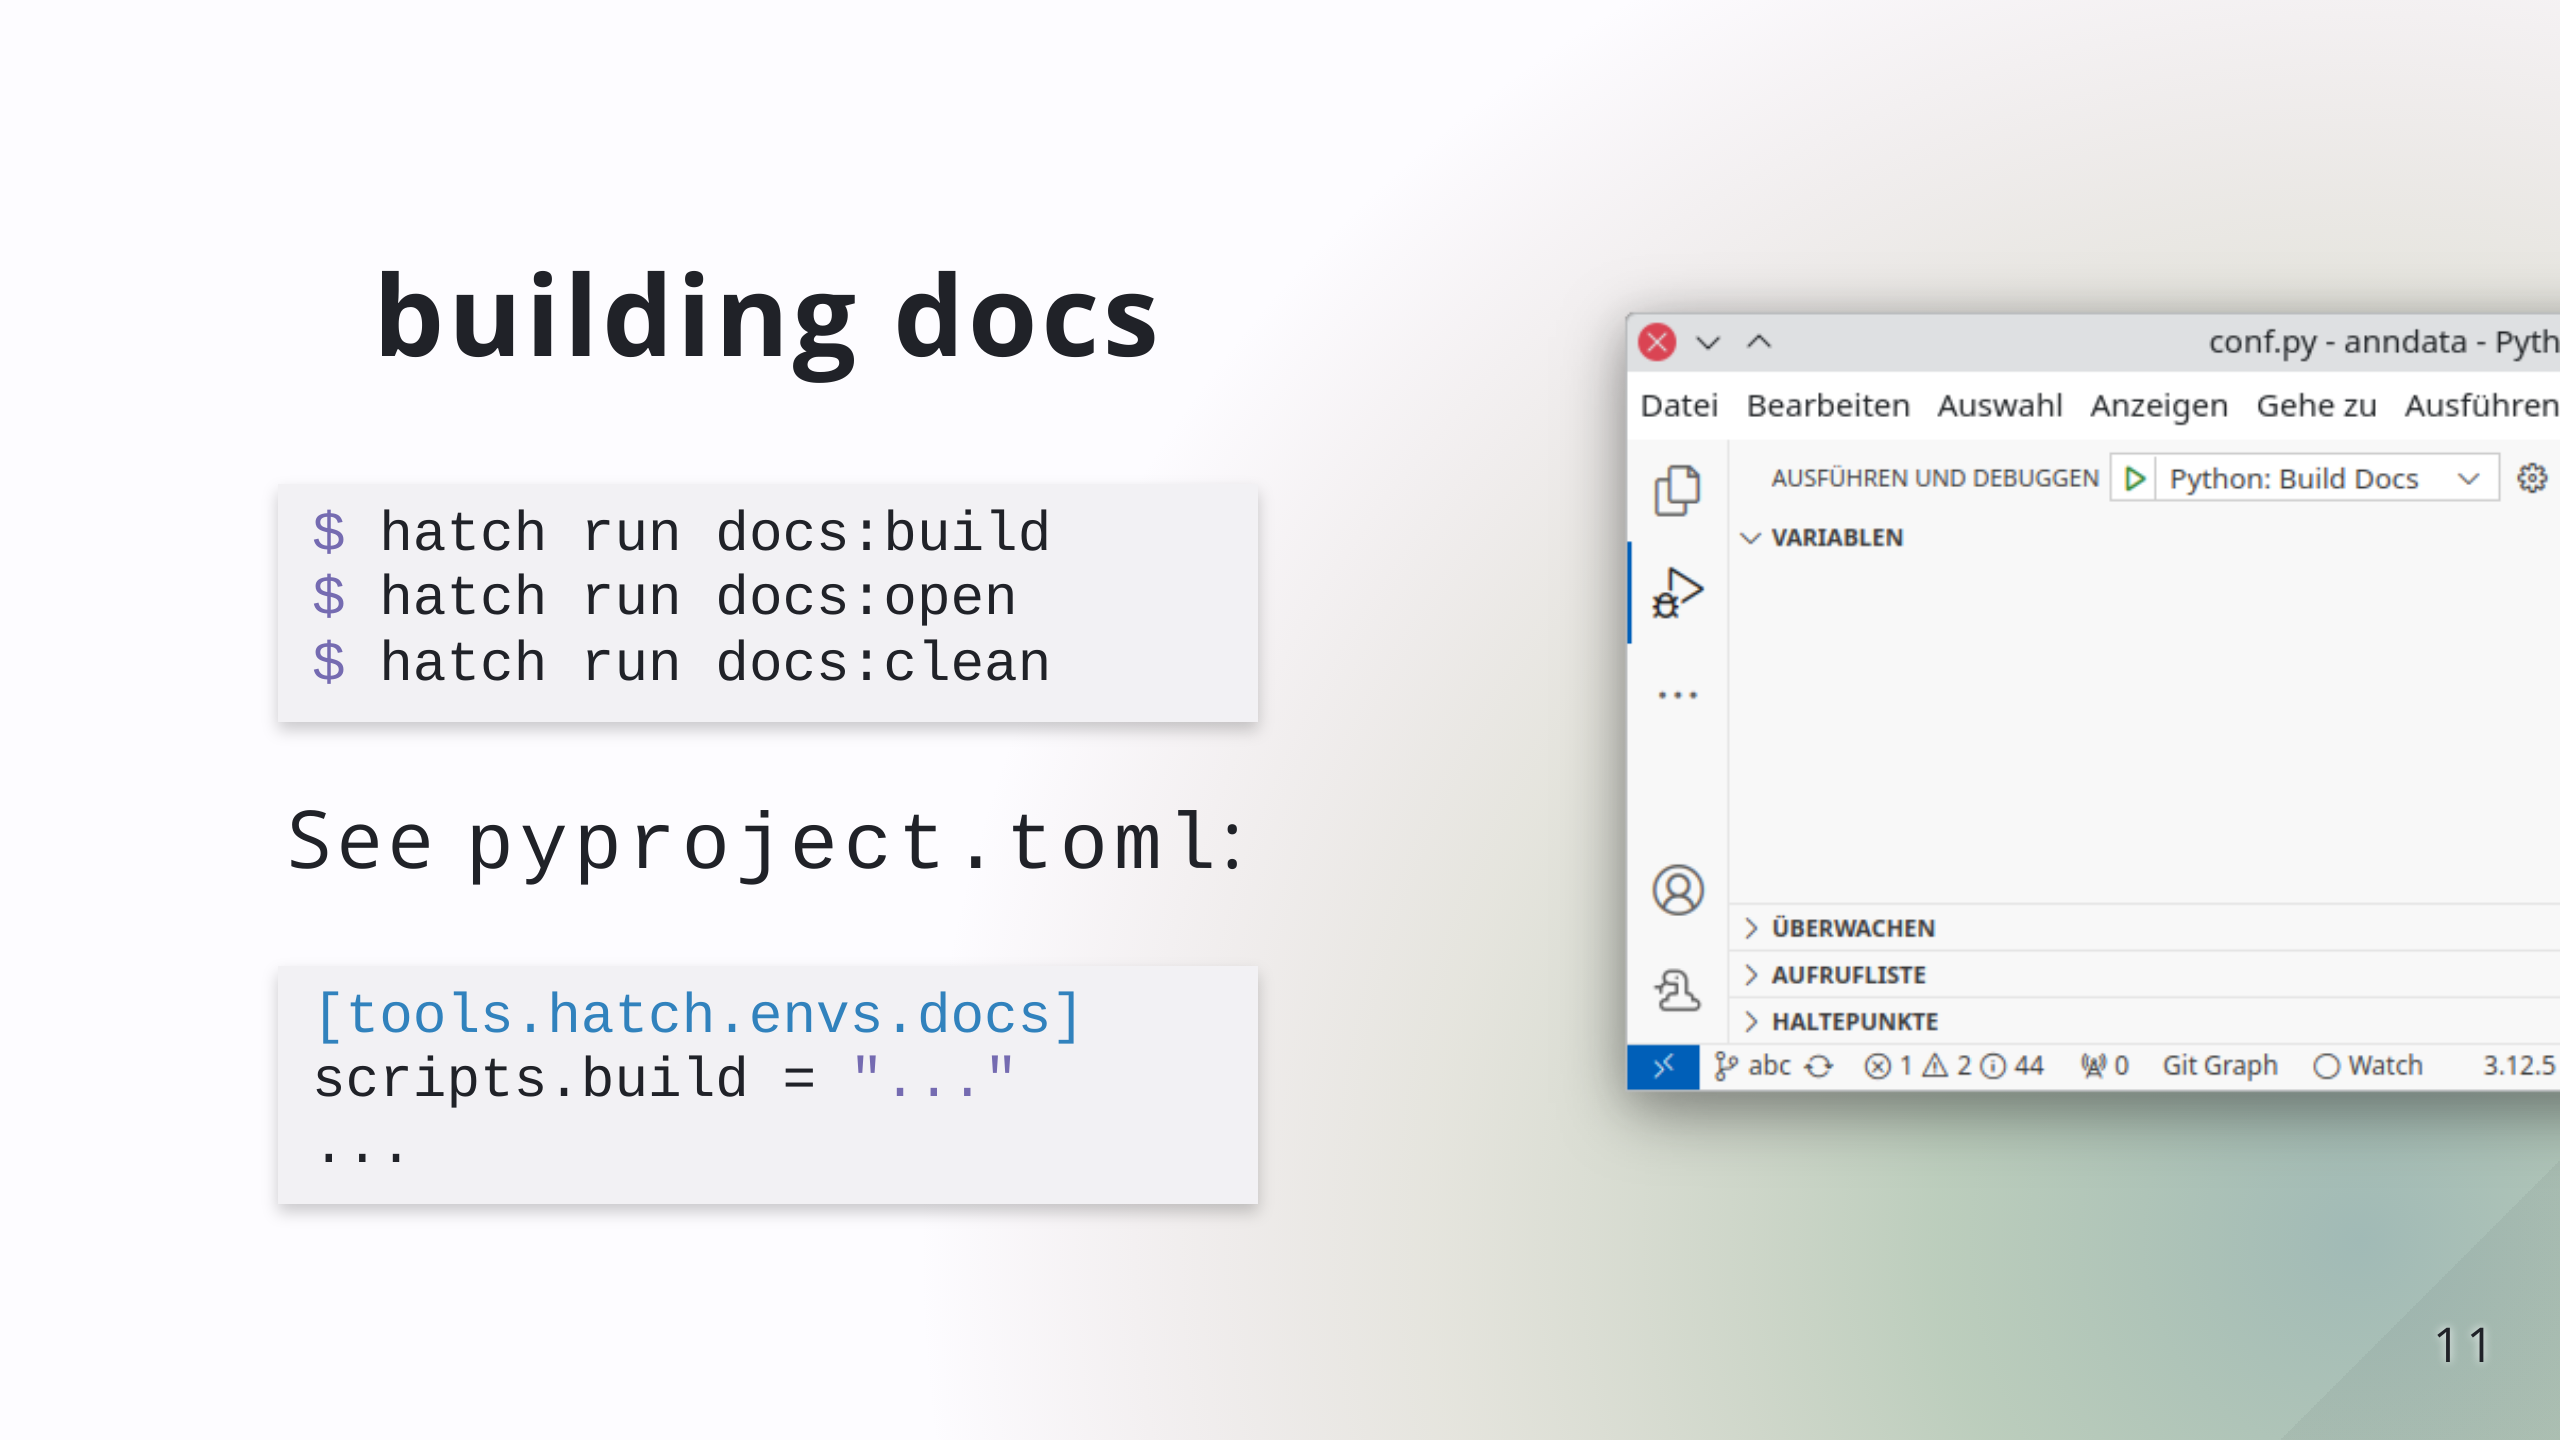 building docs
$ hatch run docs:build
$ hatch run docs:open
$ hatch run docs:clean
See pyproject.toml:
[tools.hatch.envs.docs]
scripts.build = "..."
...
conf.py - anndata - Pyth
Datei Bearbeiten Auswahl Anzeigen Gehe zu Ausführen
AUSFÜHREN UND DEBUGGEN Python: Build Docs
VARIABLEN
ÜBERWACHEN
AUFRUFLISTE
HALTEPUNKTE
abc 1 2 44 0 Git Graph Watch 3.12.5
11